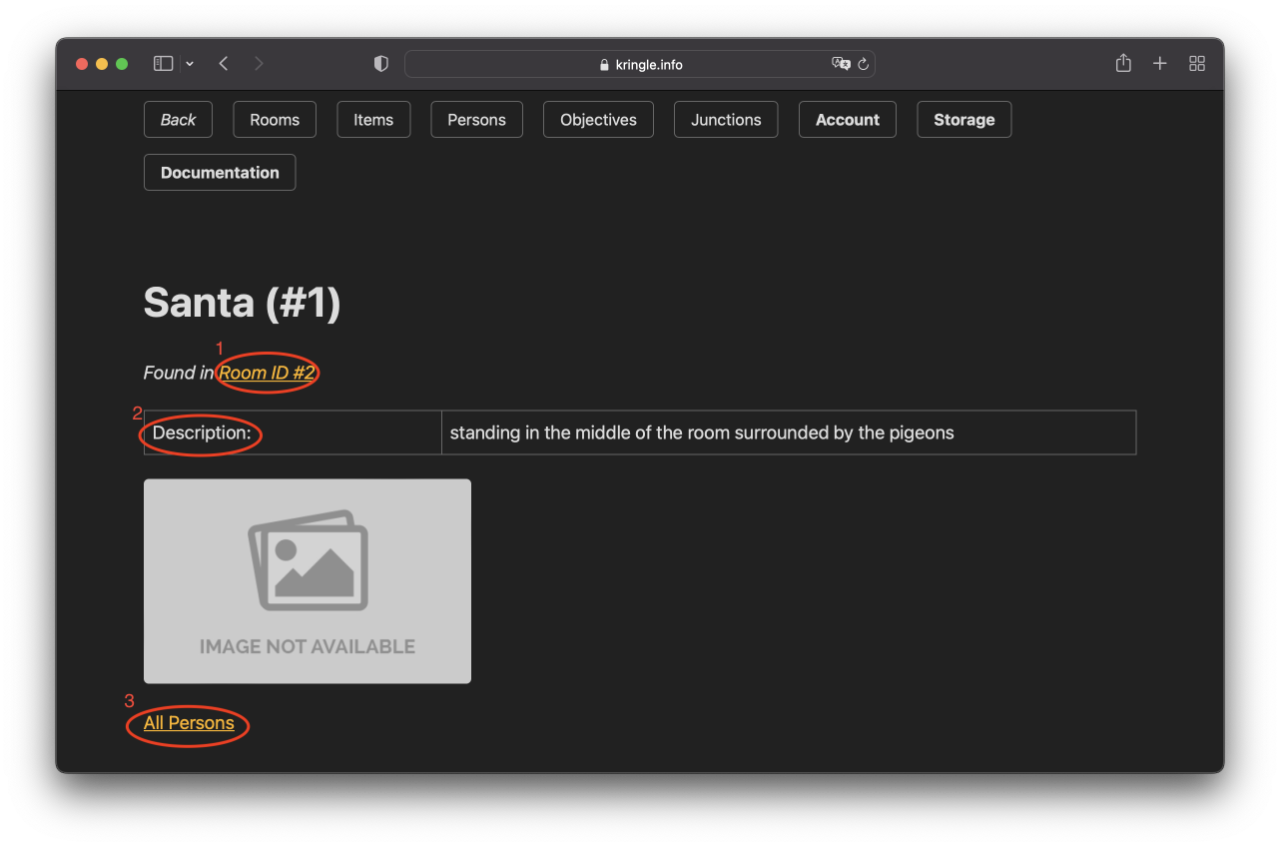 kringle.info
Back Rooms Items Persons Objectives Junctions Account Storage
Documentation
Santa (#1)
1
Found in Room ID #2
2
Description: standing in the middle of the room surrounded by the pigeons
IMAGE NOT AVAILABLE
3
All Persons